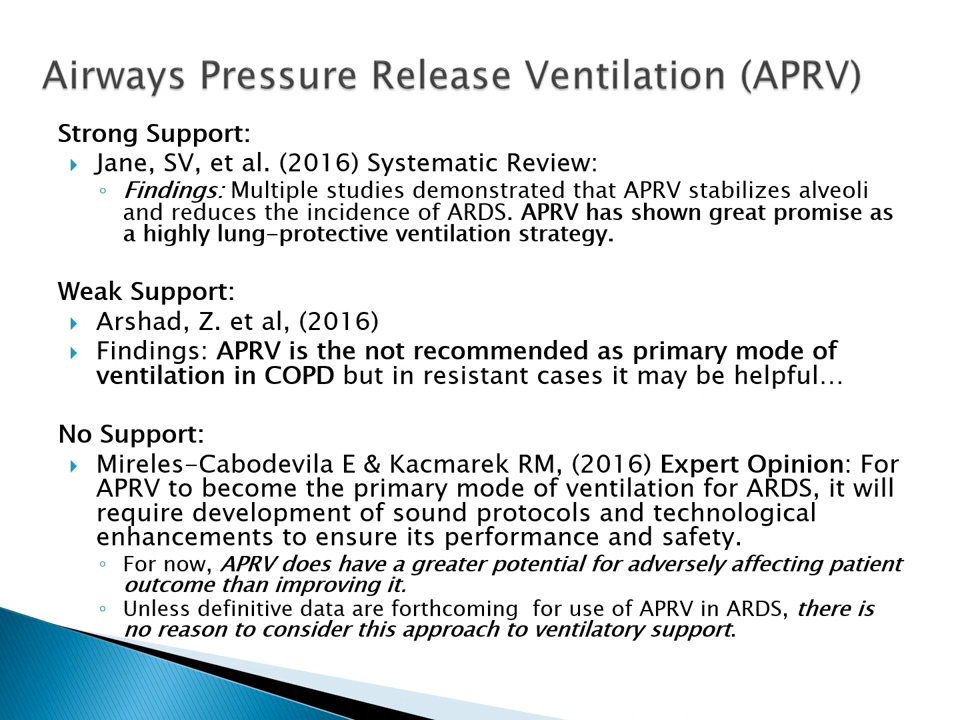 Airways Pressure Release Ventilation (APRV)
Strong Support:
Jane, SV, et al. (2016) Systematic Review:
Findings: Multiple studies demonstrated that APRV stabilizes alveoli
and reduces the incidence of ARDS. APRV has shown great promise as
a highly lung-protective ventilation strategy.
Weak Support:
Arshad, Z. et al, (2016)
Findings: APRV is the not recommended as primary mode of
ventilation in COPD but in resistant cases it may be helpful…
No Support:
Mireles-Cabodevila E & Kacmarek RM, (2016) Expert Opinion: For
APRV to become the primary mode of ventilation for ARDS, it will
require development of sound protocols and technological
enhancements to ensure its performance and safety.
For now, APRV does have a greater potential for adversely affecting patient
outcome than improving it.
Unless definitive data are forthcoming  for use of APRV in ARDS, there is
no reason to consider this approach to ventilatory support.